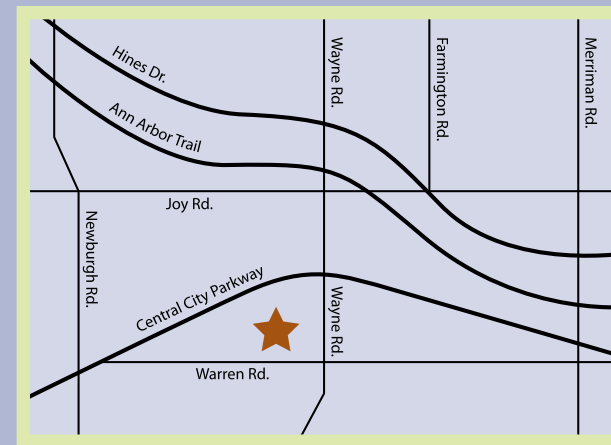 Hines Dr.
Wayne Rd.
Farmington Rd.
Merriman Rd.
Ann Arbor Trail
Joy Rd.
Newburgh Rd.
Central City Parkway
Wayne Rd.
Warren Rd.